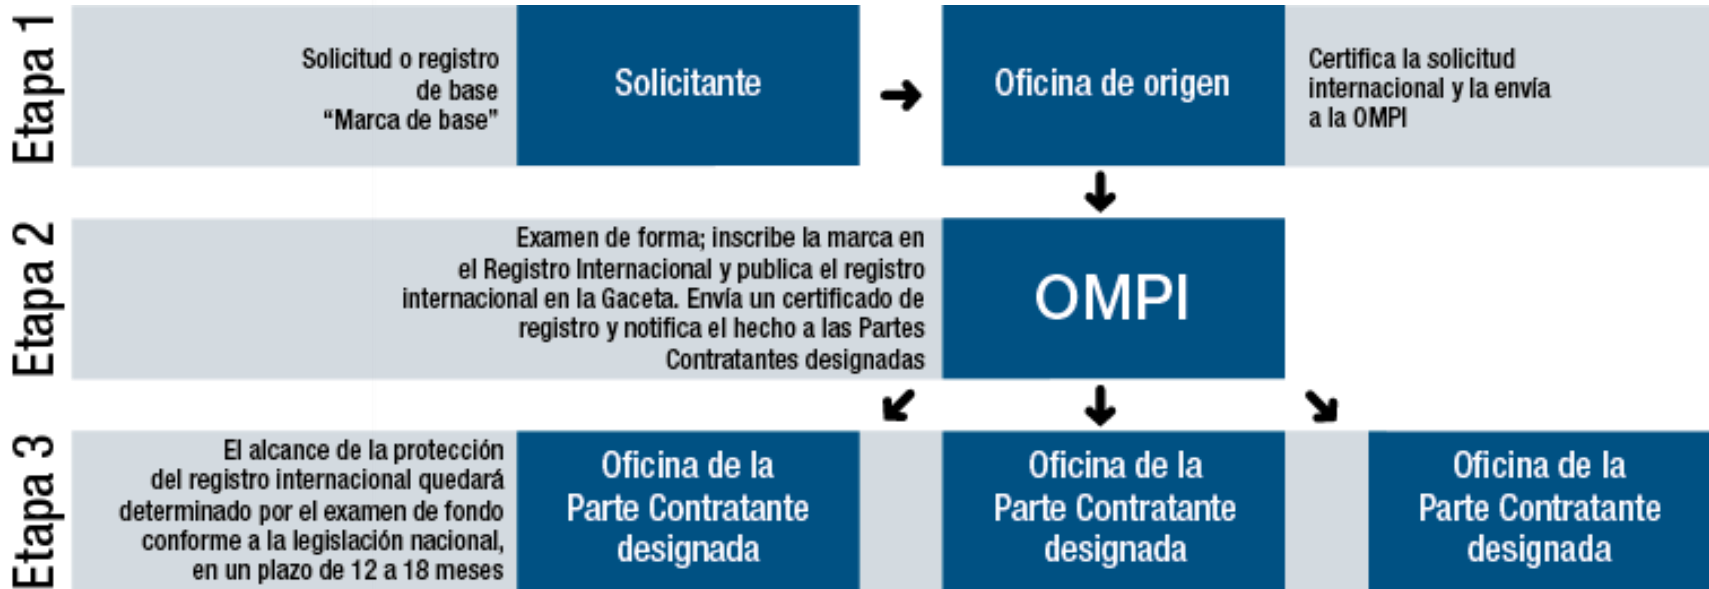 Etapa 1
Solicitud o registro
de base
“Marca de base”
Solicitante
Oficina de origen
Certifica la solicitud
internacional y la envía
a la OMPI
Etapa 2
Examen de forma; inscribe la marca en
el Registro Internacional y publica el registro
internacional en la Gaceta. Envía un certificado de
registro y notifica el hecho a las Partes
Contratantes designadas
OMPI
Etapa 3
El alcance de la protección
del registro internacional quedará
determinado por el examen de fondo
conforme a la legislación nacional,
en un plazo de 12 a 18 meses
Oficina de la
Parte Contratante
designada
Oficina de la
Parte Contratante
designada
Oficina de la
Parte Contratante
designada